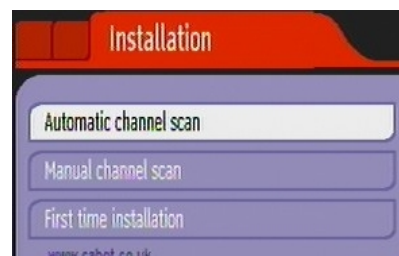 Installation
Automatic channel scan
Manual channel scan
First time installation
www.cabot.co.uk